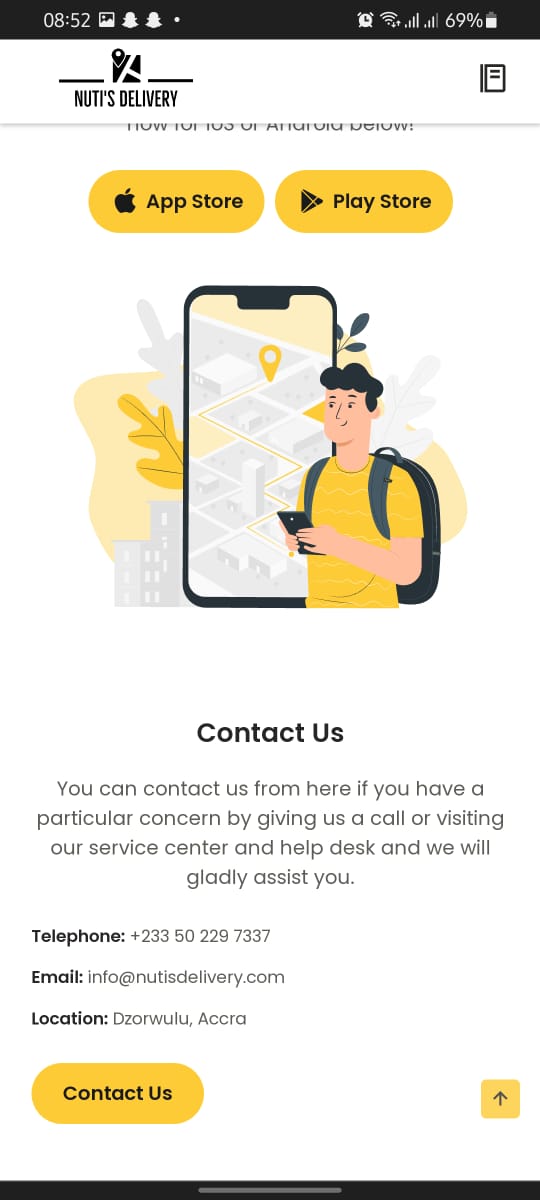 08:52
69%
NUTI'S DELIVERY
now for ios or Android below!
App Store
Play Store
Contact Us
You can contact us from here if you have a
particular concern by giving us a call or visiting
our service center and help desk and we will
gladly assist you.
Telephone: +233 50 229 7337
Email: info@nutisdelivery.com
Location: Dzorwulu, Accra
Contact Us